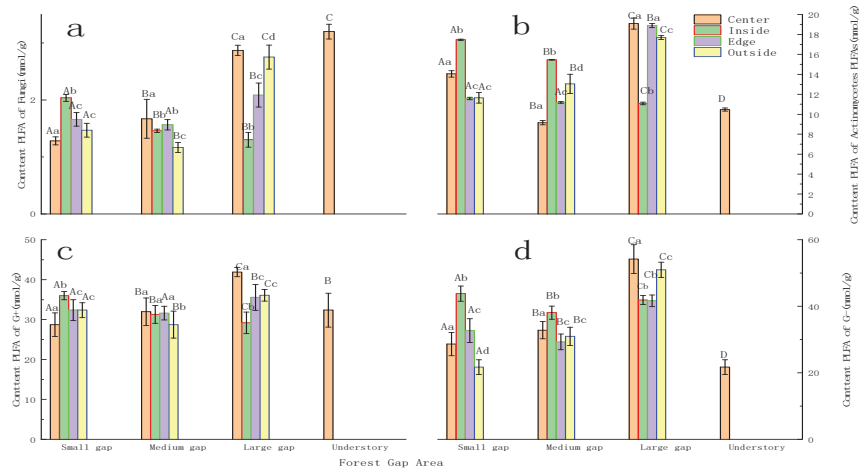 a
Conttent PLFA of Fungi(nmol/g)
2
0
Aa
Ab
Ac
Ac
Ba
Bb
Ab
Bc
Ca
Bb
Bc
Cd
C
b
Center
Inside
Edge
Outside
Conttent PLFA of Actinomycetes PLFAs(nmol/g)
20
18
16
14
12
10
8
6
4
2
0
Aa
Ab
Ac
Ac
Ba
Bb
Ac
Bd
Ca
Cb
Ba
Cc
D
c
Conttent PLFA of G+(nmol/g)
50
40
30
20
10
0
Aa
Ab
Ac
Ac
Ba
Ba
Aa
Bb
Ca
Cb
Bc
Cc
B
Small gap
Medium gap
Large gap
Understory
d
Conttent PLFA of G-(nmol/g)
60
40
20
0
Aa
Ab
Ac
Ad
Ba
Bb
Bc
Bc
Ca
Cb
Cb
Cc
D
Small gap
Medium gap
Large gap
Understory
Forest Gap Area